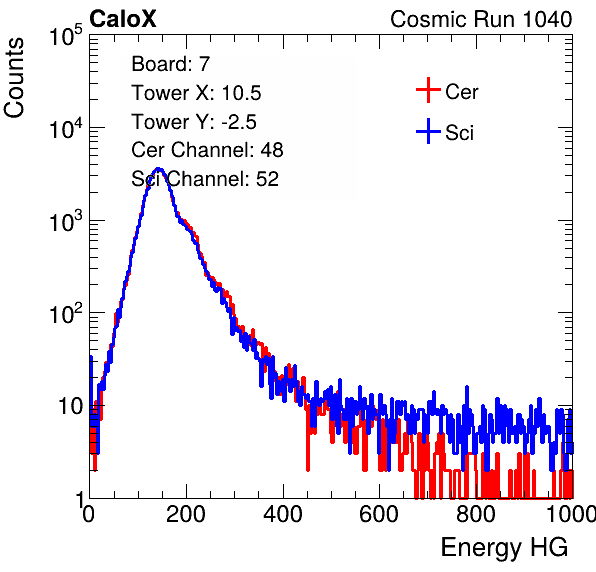 CaloX Cosmic Run 1040
Counts
Board: 7
Tower X: 10.5
Tower Y: -2.5
Cer Channel: 48
Sci Channel: 52
Cer
Sci
10^5
10^4
10^3
10^2
10
1
0 200 400 600 800 1000
Energy HG